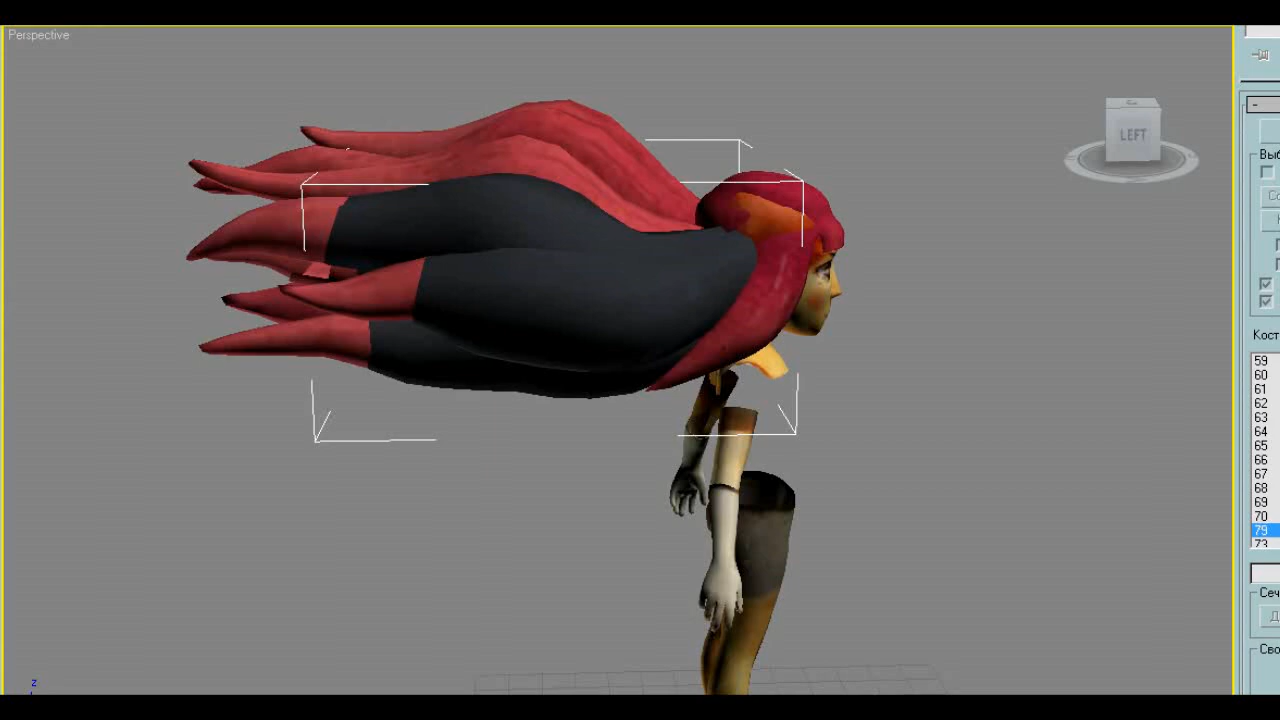 Perspective
LEFT
Выб
Кост
59
60
61
62
63
64
65
66
67
68
69
70
79
73
Сеч
Д
Сво
z